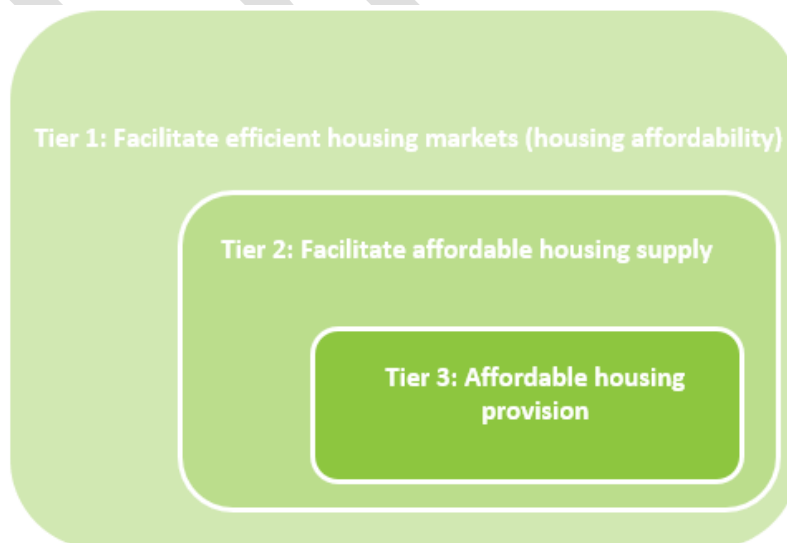 Tier 1: Facilitate efficient housing markets (housing affordability)
Tier 2: Facilitate affordable housing supply
Tier 3: Affordable housing
provision